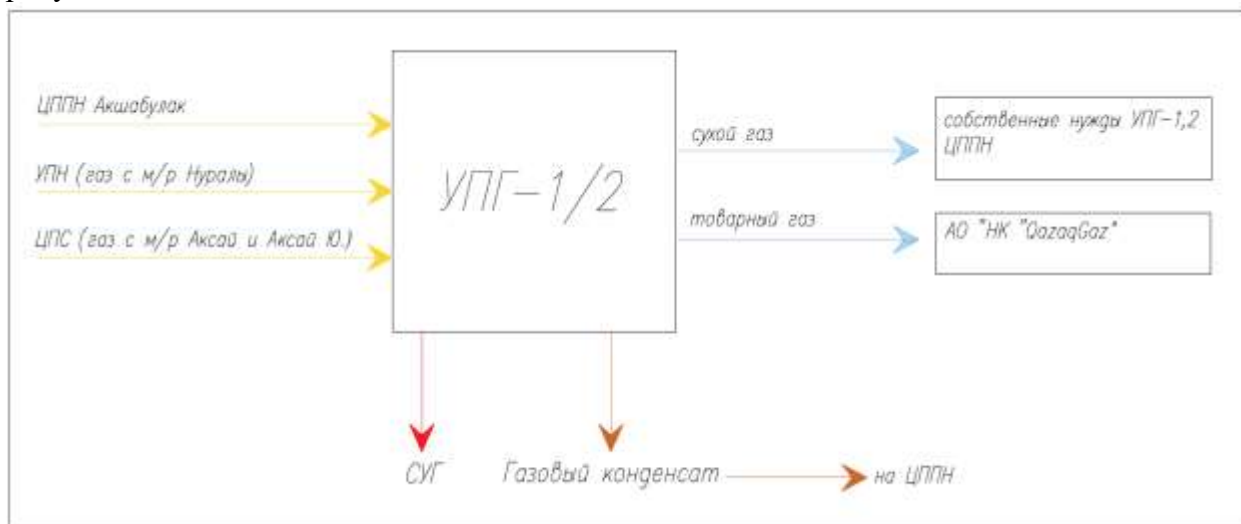 ЦППН Акшабулак
УПН (газ с м/р Нуралы)
ЦПС (газ с м/р Аксай и Аксай Ю.)
УПГ-1/2
сухой газ
товарный газ
собственные нужды УПГ-1,2
ЦППН
АО "НК "QazaqGaz"
СУГ
Газовый конденсат
на ЦППН